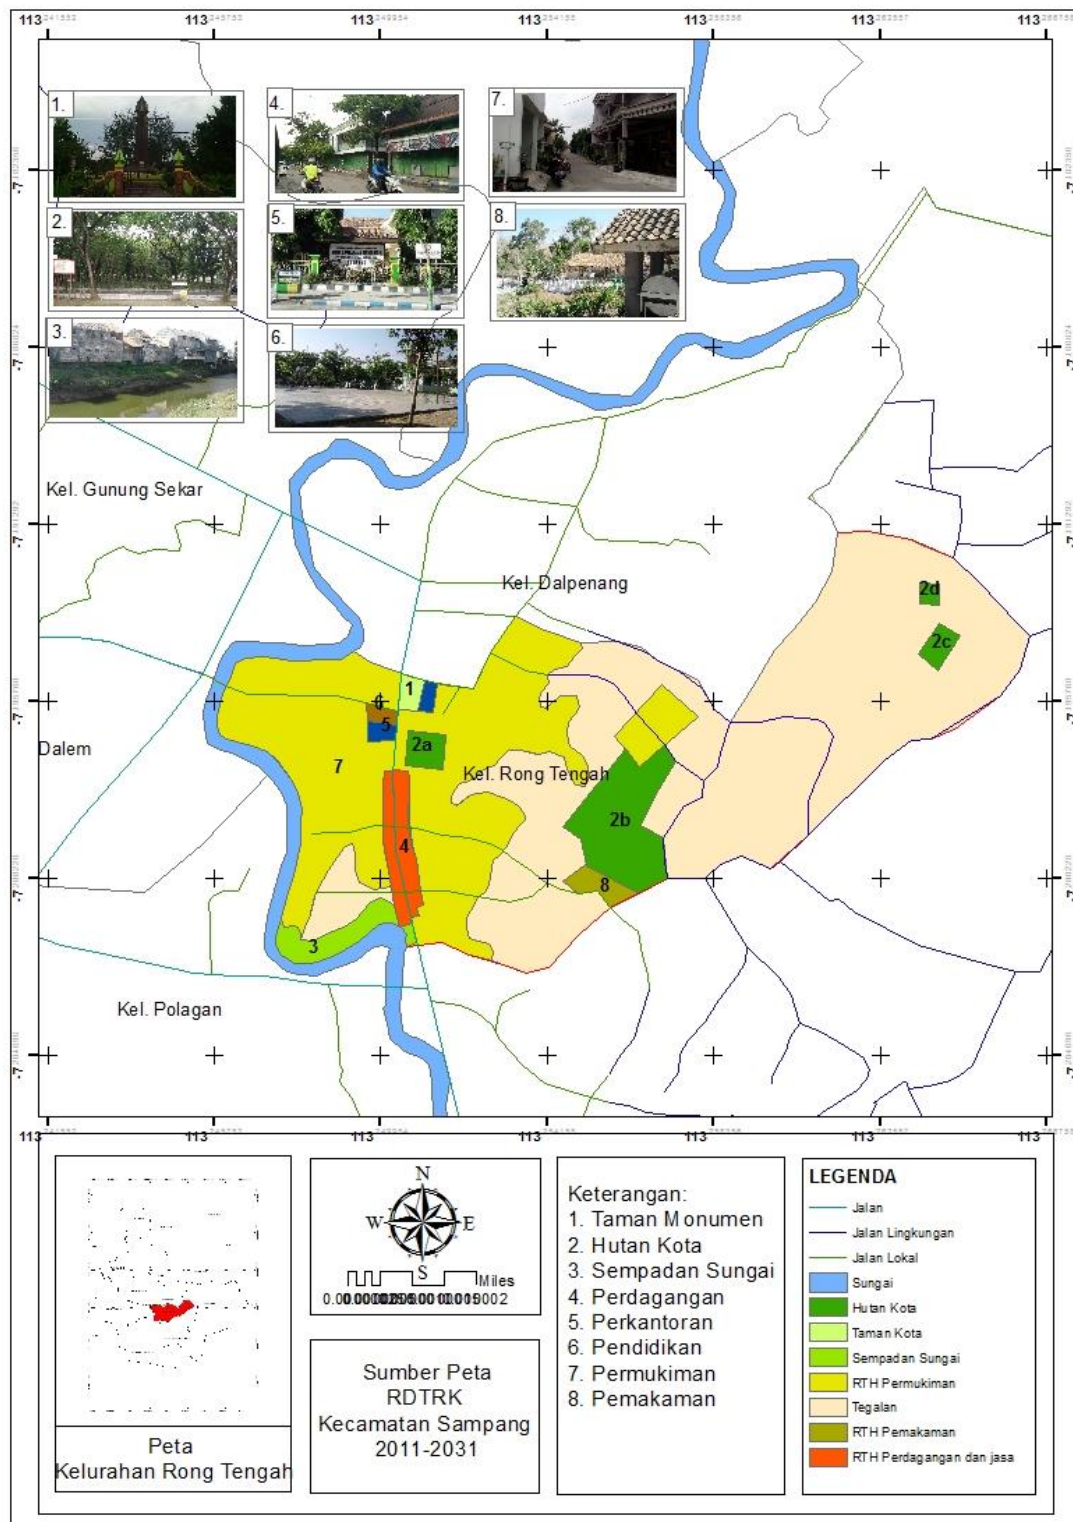 113 113 113 113 113 113 113
1.
4.
7.
2.
5.
8.
3.
6.
Kel. Gunung Sekar
Kel. Dalpenang
2d
2c
1
6
5
2a
Dalem
7
Kel. Rong Tengah
2b
4
8
3
Kel. Polagan
113 113 113 113 113 113 113
N
W E
S
Miles
Peta
Kelurahan Rong Tengah
Sumber Peta
RDTRK
Kecamatan Sampang
2011-2031
Keterangan:
1. Taman Monumen
2. Hutan Kota
3. Sempadan Sungai
4. Perdagangan
5. Perkantoran
6. Pendidikan
7. Permukiman
8. Pemakaman
LEGENDA
Jalan
Jalan Lingkungan
Jalan Lokal
Sungai
Hutan Kota
Taman Kota
Sempadan Sungai
RTH Permukiman
Tegalan
RTH Pemakaman
RTH Perdagangan dan jasa